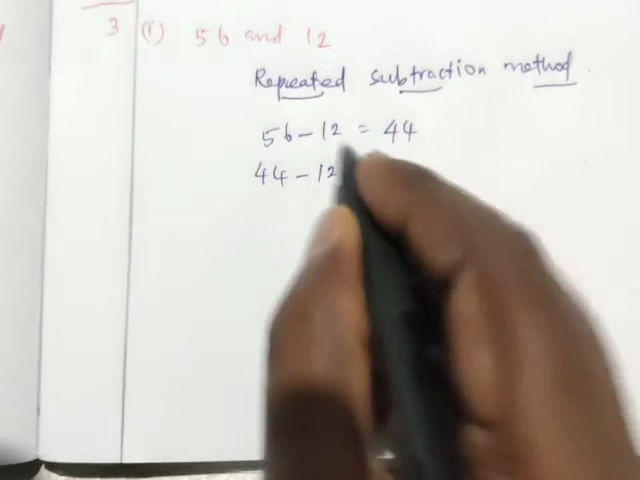 3 (i) 56 and 12
Repeated subtraction method.
56 - 12 = 44
44 - 12